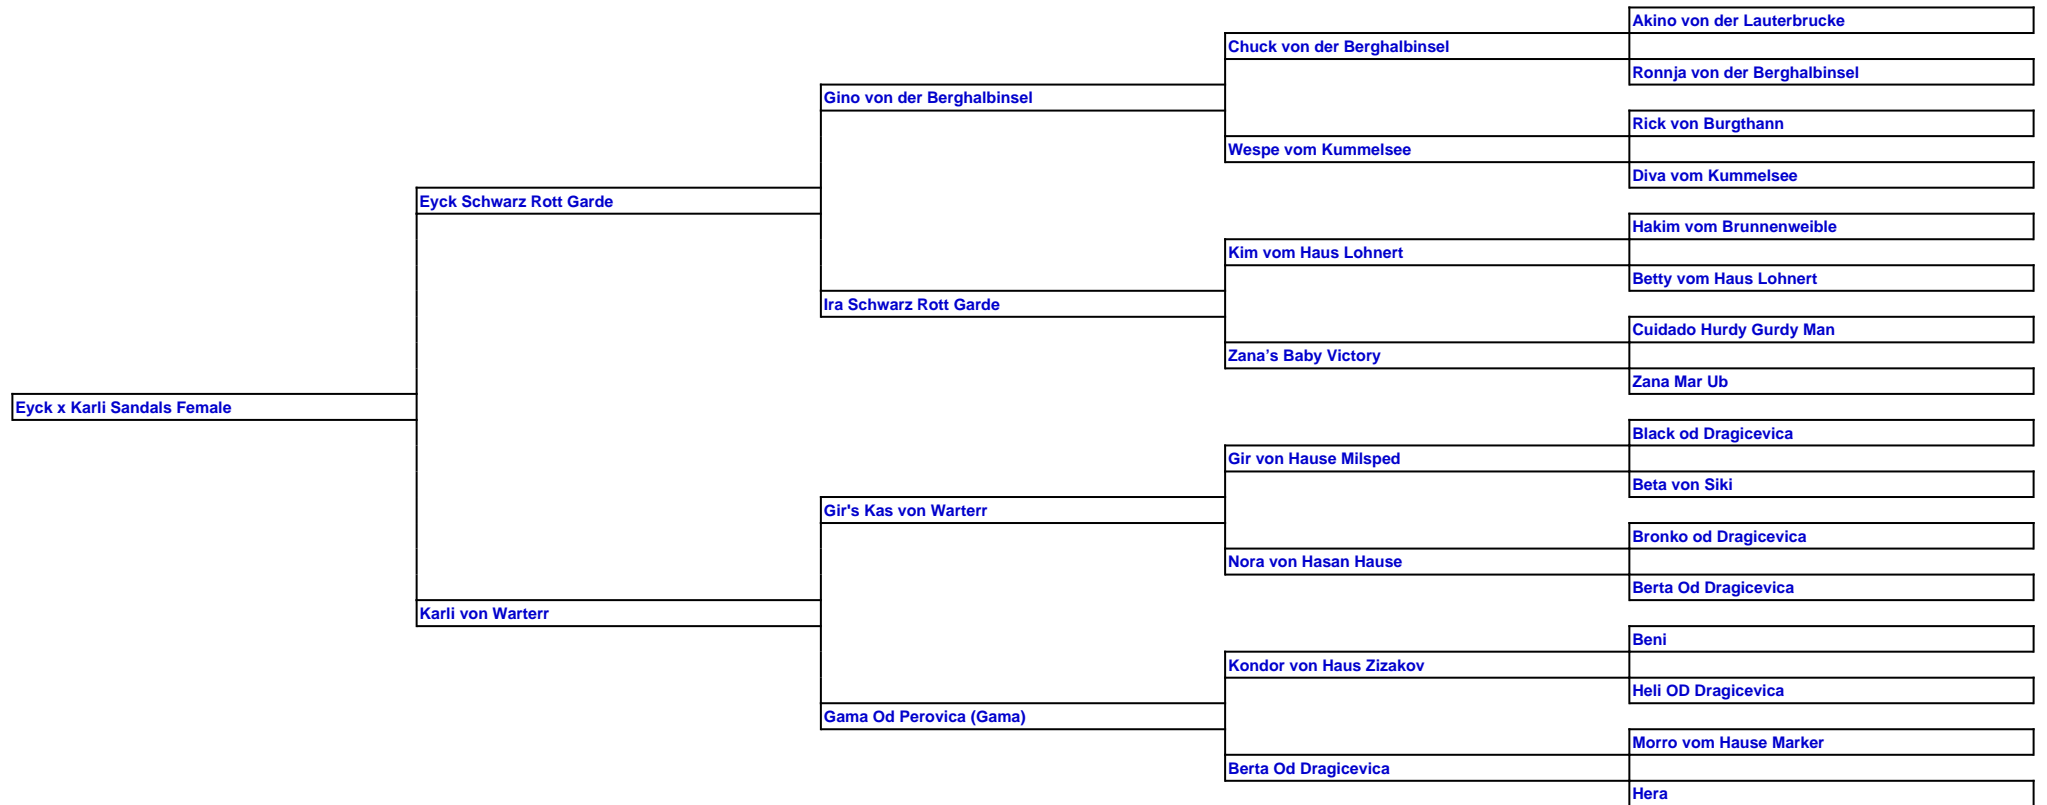 Akino von der Lauterbrucke
Chuck von der Berghalbinsel
Ronnja von der Berghalbinsel
Gino von der Berghalbinsel
Rick von Burgthann
Wespe vom Kummelsee
Diva vom Kummelsee
Eyck Schwarz Rott Garde
Hakim vom Brunnenweible
Kim vom Haus Lohnert
Betty vom Haus Lohnert
Ira Schwarz Rott Garde
Cuidado Hurdy Gurdy Man
Zana’s Baby Victory
Zana Mar Ub
Eyck x Karli Sandals Female
Black od Dragicevica
Gir von Hause Milsped
Beta von Siki
Gir's Kas von Warterr
Bronko od Dragicevica
Nora von Hasan Hause
Berta Od Dragicevica
Karli von Warterr
Beni
Kondor von Haus Zizakov
Heli OD Dragicevica
Gama Od Perovica (Gama)
Morro vom Hause Marker
Berta Od Dragicevica
Hera